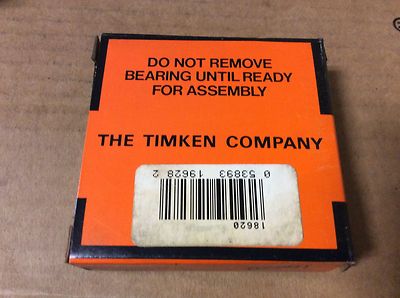 DO NOT REMOVE
BEARING UNTIL READY
FOR ASSEMBLY
THE TIMKEN COMPANY
18620
0 53893 19628 2